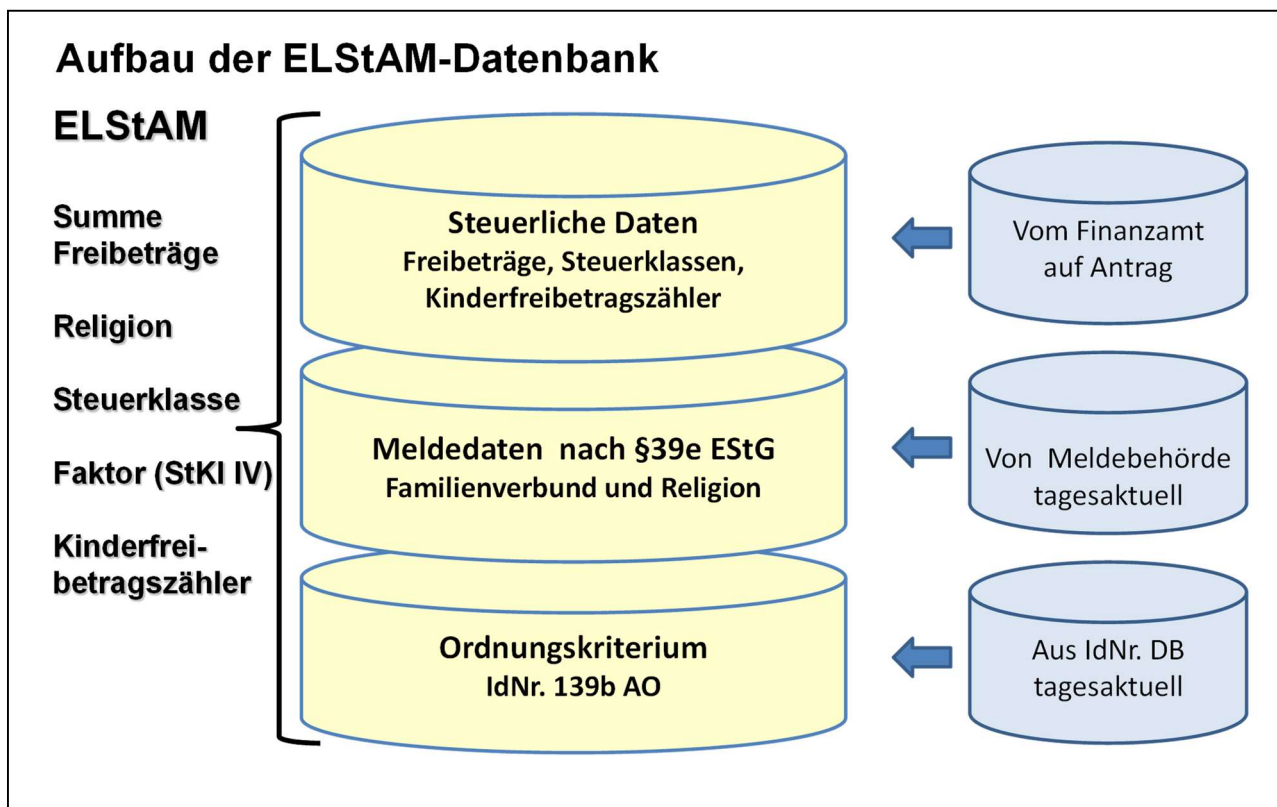 Aufbau der ELStAM-Datenbank
ELStAM
Summe
Freibeträge
Religion
Steuerklasse
Faktor (StKl IV)
Kinderfrei-
betragszähler
Steuerliche Daten
Freibeträge, Steuerklassen,
Kinderfreibetragszähler
Meldedaten nach §39e EStG
Familienverbund und Religion
Ordnungskriterium
IdNr. 139b AO
Vom Finanzamt
auf Antrag
Von Meldebehörde
tagesaktuell
Aus IdNr. DB
tagesaktuell